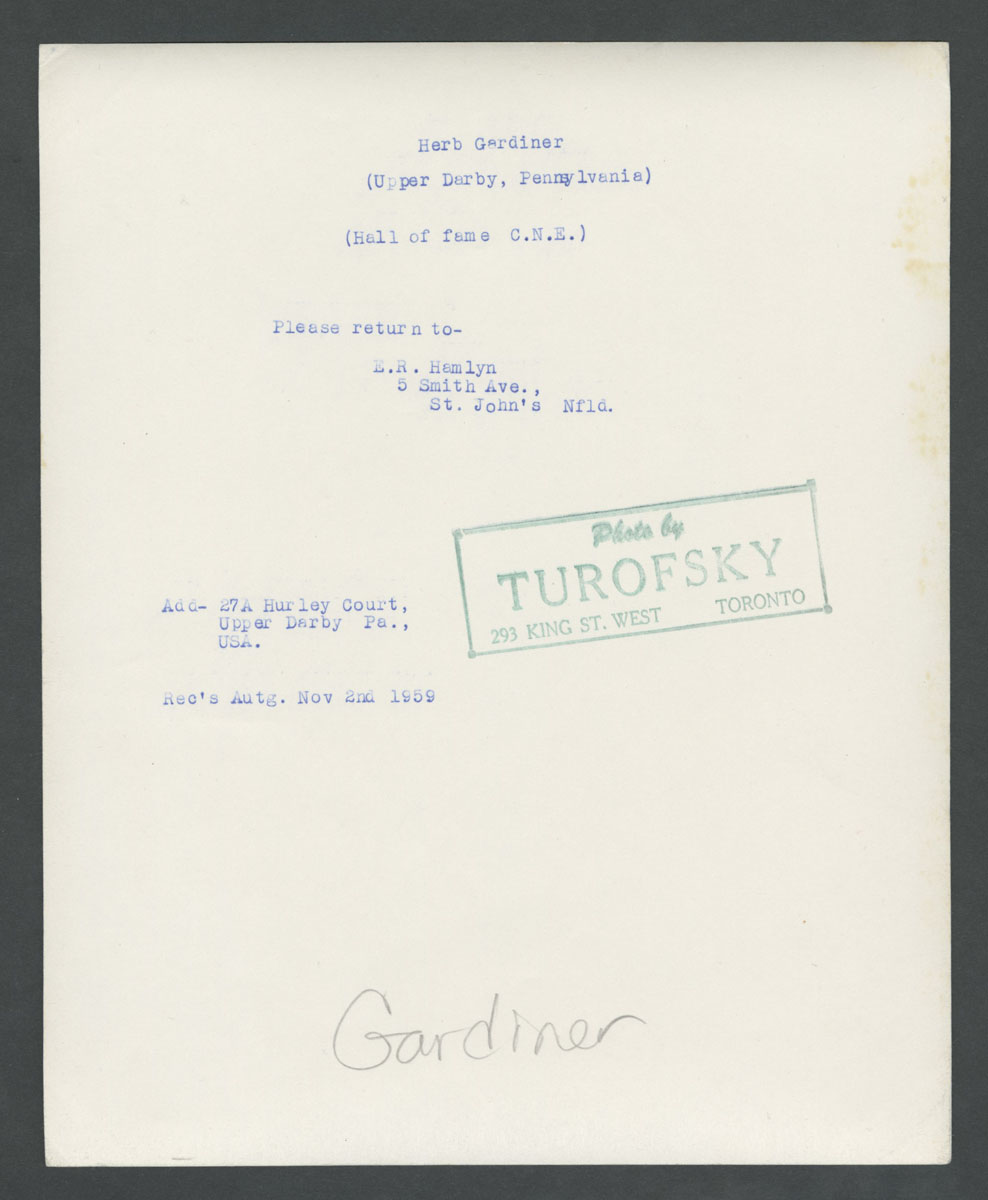 Herb Gardiner
(Upper Darby, Pennsylvania)
(Hall of fame C.N.E.)
Please return to-
E.R. Hamlyn
5 Smith Ave.,
St. John's Nfld.
Photo by
TUROFSKY
293 KING ST. WEST TORONTO
Add- 27A Hurley Court,
Upper Darby Pa.,
USA.
Rec's Autg. Nov 2nd 1959
Gardiner